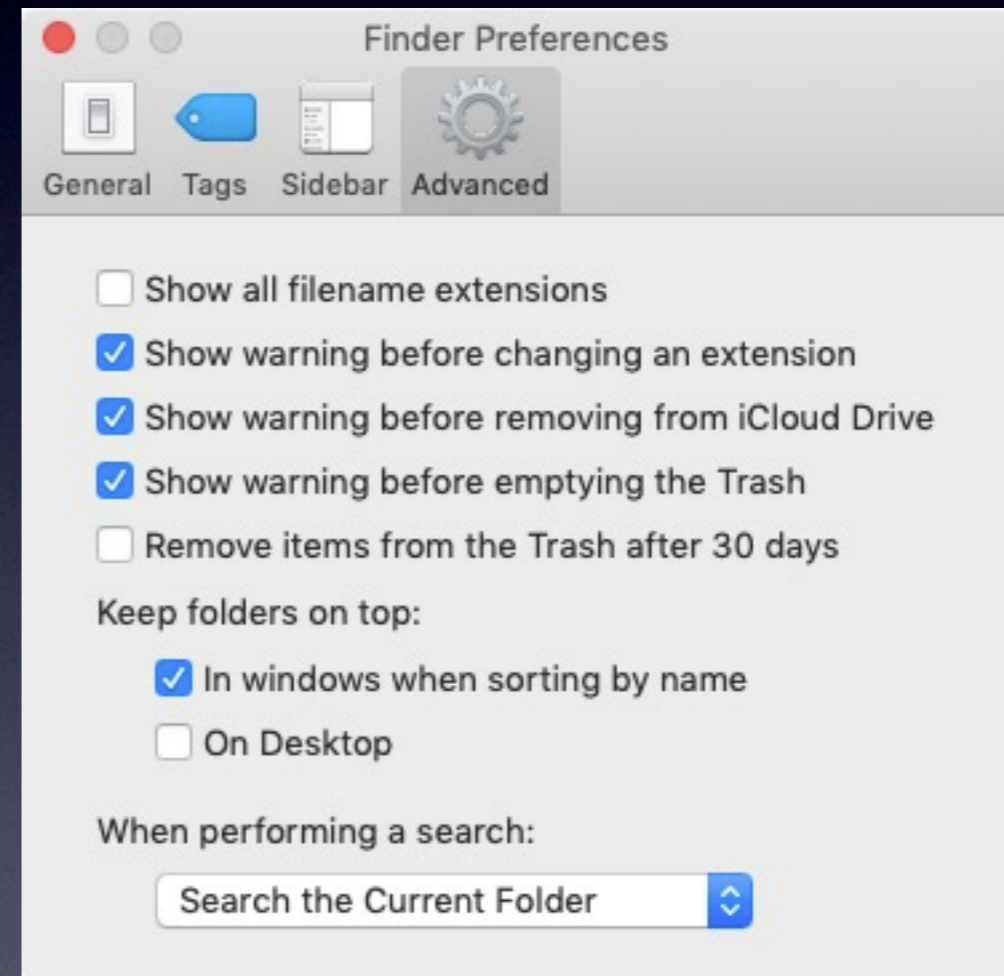 Finder Preferences
General Tags Sidebar Advanced
Show all filename extensions
Show warning before changing an extension
Show warning before removing from iCloud Drive
Show warning before emptying the Trash
Remove items from the Trash after 30 days
Keep folders on top:
In windows when sorting by name
On Desktop
When performing a search:
Search the Current Folder